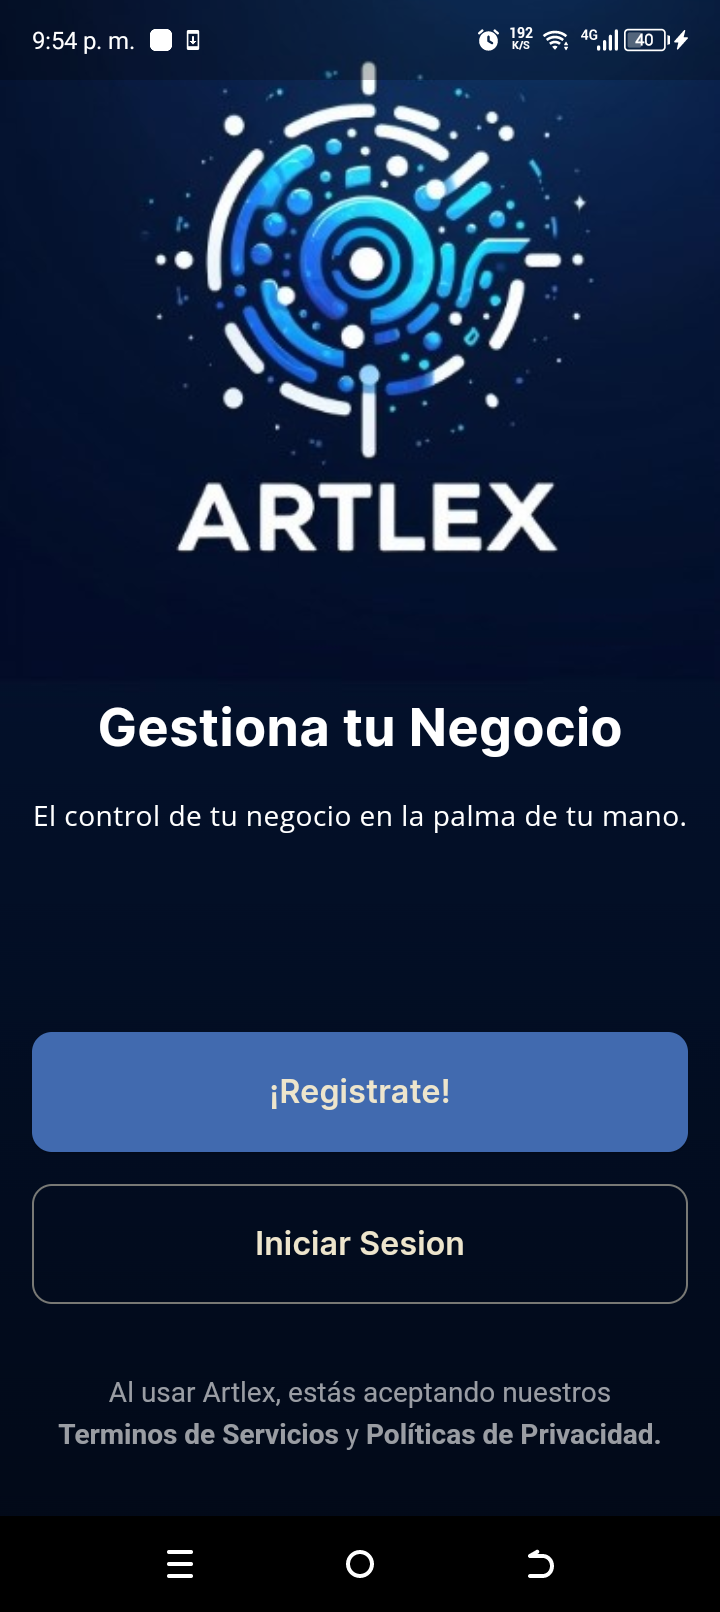 9:54 p. m.
192
K/S
4G
40
ARTLEX
Gestiona tu Negocio
El control de tu negocio en la palma de tu mano.
¡Registrate!
Iniciar Sesion
Al usar Artlex, estás aceptando nuestros
Terminos de Servicios y Políticas de Privacidad.